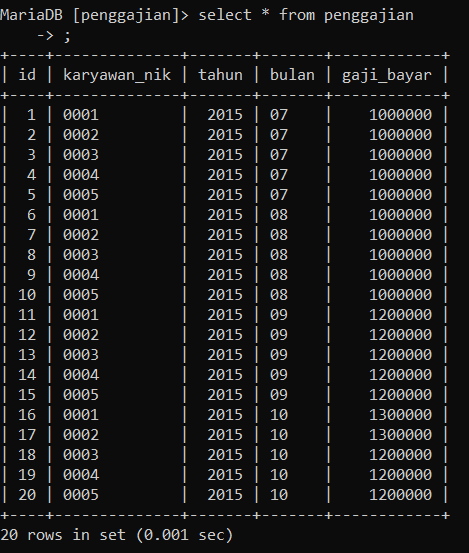 MariaDB [penggajian]> select * from penggajian
    -> ;
+----+--------------+-------+-------+------------+
| id | karyawan_nik | tahun | bulan | gaji_bayar |
+----+--------------+-------+-------+------------+
|  1 | 0001         |  2015 | 07    |    1000000 |
|  2 | 0002         |  2015 | 07    |    1000000 |
|  3 | 0003         |  2015 | 07    |    1000000 |
|  4 | 0004         |  2015 | 07    |    1000000 |
|  5 | 0005         |  2015 | 07    |    1000000 |
|  6 | 0001         |  2015 | 08    |    1000000 |
|  7 | 0002         |  2015 | 08    |    1000000 |
|  8 | 0003         |  2015 | 08    |    1000000 |
|  9 | 0004         |  2015 | 08    |    1000000 |
| 10 | 0005         |  2015 | 08    |    1000000 |
| 11 | 0001         |  2015 | 09    |    1200000 |
| 12 | 0002         |  2015 | 09    |    1200000 |
| 13 | 0003         |  2015 | 09    |    1200000 |
| 14 | 0004         |  2015 | 09    |    1200000 |
| 15 | 0005         |  2015 | 09    |    1200000 |
| 16 | 0001         |  2015 | 10    |    1300000 |
| 17 | 0002         |  2015 | 10    |    1300000 |
| 18 | 0003         |  2015 | 10    |    1200000 |
| 19 | 0004         |  2015 | 10    |    1200000 |
| 20 | 0005         |  2015 | 10    |    1200000 |
+----+--------------+-------+-------+------------+
20 rows in set (0.001 sec)